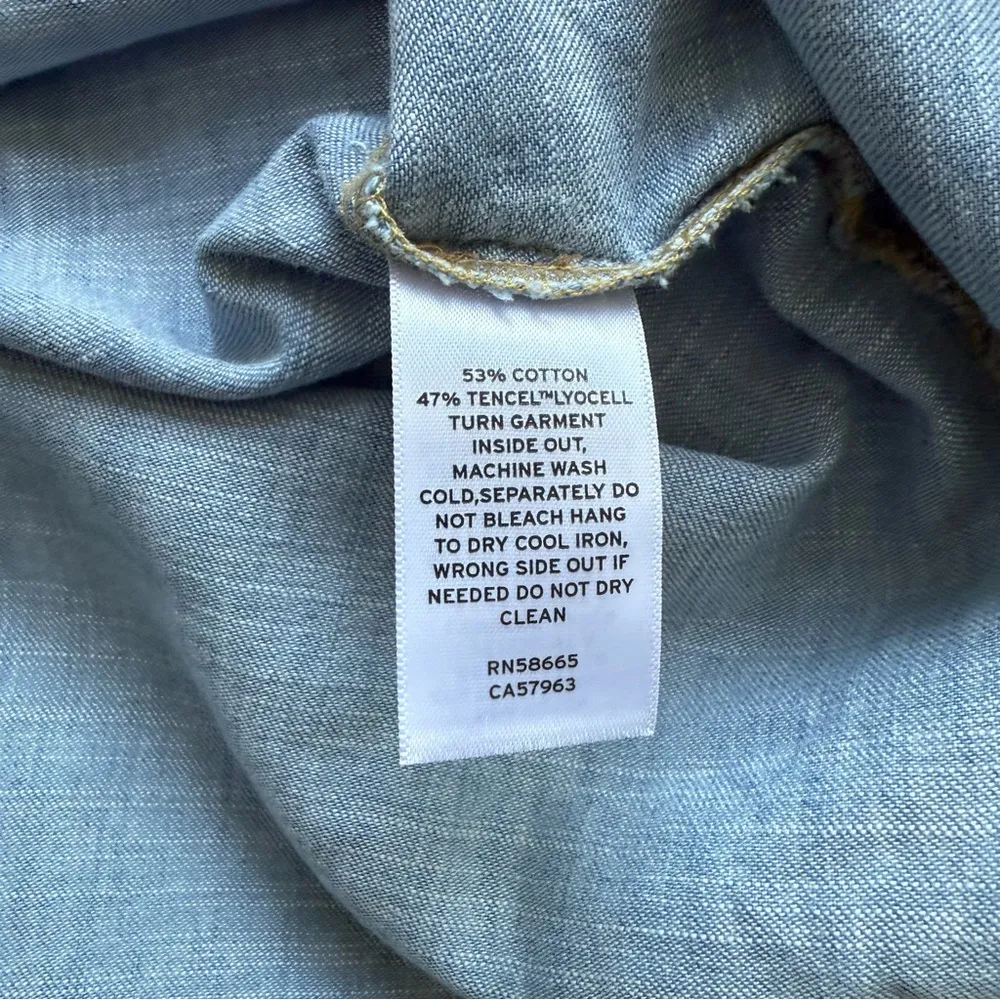 53% COTTON
47% TENCEL™LYOCELL
TURN GARMENT
INSIDE OUT,
MACHINE WASH
COLD,SEPARATELY DO
NOT BLEACH HANG
TO DRY COOL IRON,
WRONG SIDE OUT IF
NEEDED DO NOT DRY
CLEAN
RN58665
CA57963